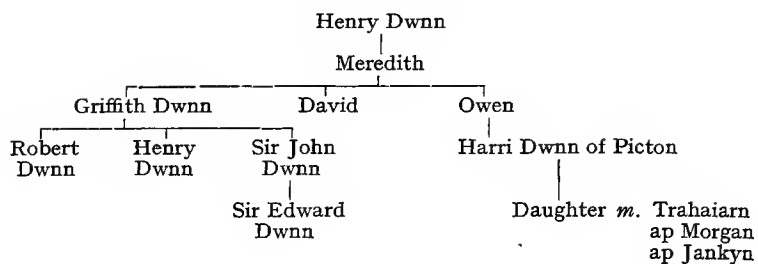 Henry Dwnn
Meredith
Griffith Dwnn David Owen
Robert Henry Sir John Harri Dwnn of Picton
Dwnn Dwnn Dwnn
Sir Edward Daughter m. Trahaiarn
Dwnn ap Morgan
ap Jankyn